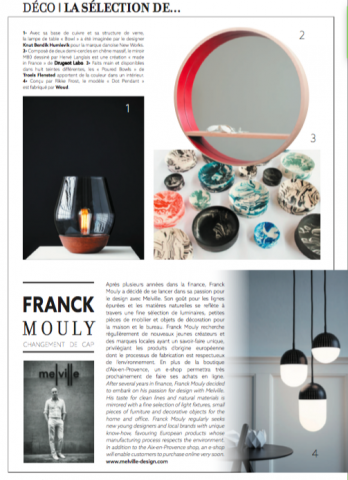 DÉCO | LA SÉLECTION DE...
1- Avec sa base de cuivre et sa structure de verre,
la lampe de table « Bowl » a été imaginée par le designer
Knut Bendik Humlevik pour la marque danoise New Works.
2- Composé de deux demi-cercles en chêne massif, le miroir
M80 dessiné par Hervé Langlais est une création « made
in France » de Drugeot Labo. 3- Faits main et disponibles
dans huit teintes différentes, les « Poured Bowls » de
Troels Flensted apportent de la couleur dans un intérieur.
4- Conçu par Rikke Frost, le modèle « Dot Pendant »
est fabriqué par Woud.
1
2
3
FRANCK
MOULY
CHANGEMENT DE CAP
melville
Après plusieurs années dans la finance, Franck
Mouly a décidé de se lancer dans sa passion pour
le design avec Melville. Son goût pour les lignes
épurées et les matières naturelles se reflète à
travers une fine sélection de luminaires, petites
pièces de mobilier et objets de décoration pour
la maison et le bureau. Franck Mouly recherche
régulièrement de nouveaux jeunes créateurs et
des marques locales ayant un savoir-faire unique,
privilégiant les produits d'origine européenne
dont le processus de fabrication est respectueux
de l'environnement. En plus de la boutique
d'Aix-en-Provence, un e-shop permettra très
prochainement de faire ses achats en ligne.
After several years in finance, Franck Mouly decided
to embark on his passion for design with Melville.
His taste for clean lines and natural materials is
mirrored with a fine selection of light fixtures, small
pieces of furniture and decorative objects for the
home and office. Franck Mouly regularly seeks
new young designers and local brands with unique
know-how, favouring European products whose
manufacturing process respects the environment.
In addition to the Aix-en-Provence shop, an e-shop
will enable customers to purchase online very soon.
www.melville-design.com
4